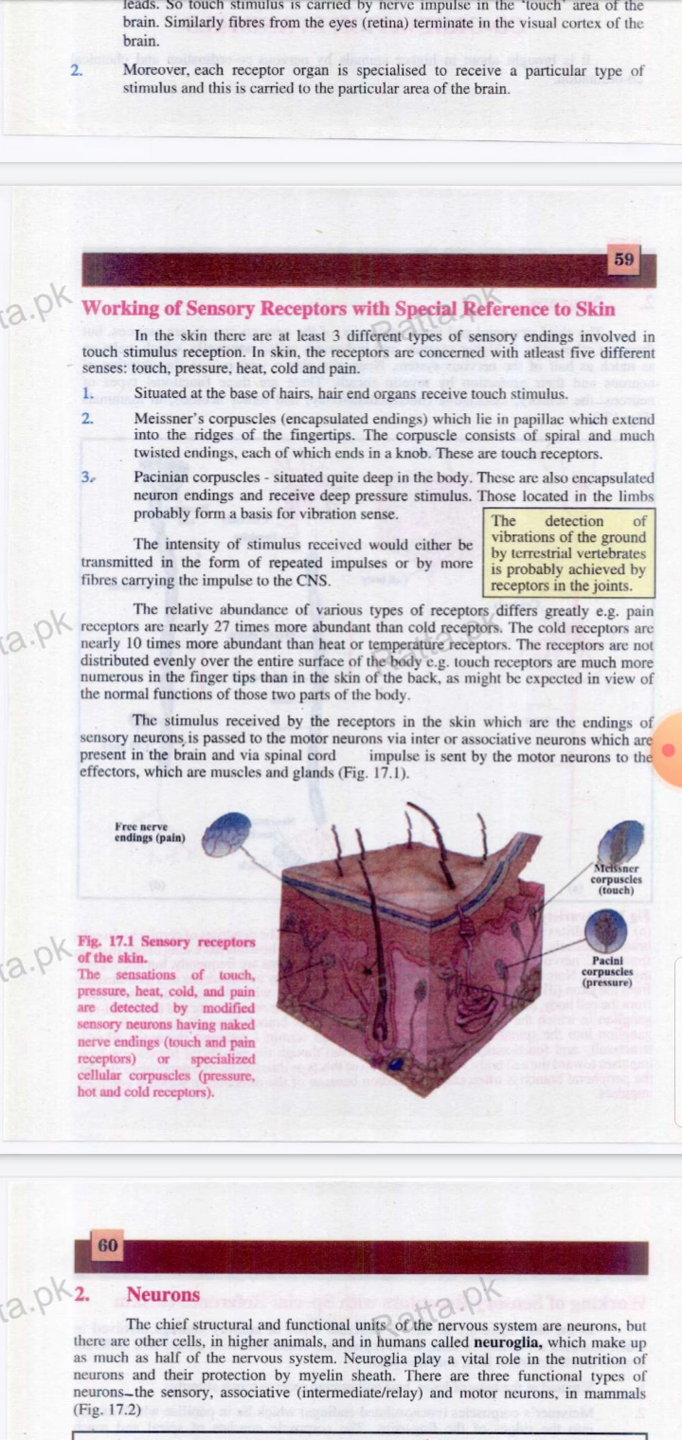 leads. So touch stimulus is carried by nerve impulse in the 'touch' area of the
brain. Similarly fibres from the eyes (retina) terminate in the visual cortex of the
brain.
2. Moreover, each receptor organ is specialised to receive a particular type of
stimulus and this is carried to the particular area of the brain.
59
ta.pk
Ratta.pk
Working of Sensory Receptors with Special Reference to Skin
In the skin there are at least 3 different types of sensory endings involved in
touch stimulus reception. In skin, the receptors are concerned with atleast five different
senses: touch, pressure, heat, cold and pain.
1. Situated at the base of hairs, hair end organs receive touch stimulus.
2. Meissner's corpuscles (encapsulated endings) which lie in papillae which extend
into the ridges of the fingertips. The corpuscle consists of spiral and much
twisted endings, each of which ends in a knob. These are touch receptors.
3. Pacinian corpuscles - situated quite deep in the body. These are also encapsulated
neuron endings and receive deep pressure stimulus. Those located in the limbs
probably form a basis for vibration sense.
The detection of
vibrations of the ground
by terrestrial vertebrates
is probably achieved by
receptors in the joints.
The intensity of stimulus received would either be
transmitted in the form of repeated impulses or by more
fibres carrying the impulse to the CNS.
The relative abundance of various types of receptors differs greatly e.g. pain
receptors are nearly 27 times more abundant than cold receptors. The cold receptors are
nearly 10 times more abundant than heat or temperature receptors. The receptors are not
distributed evenly over the entire surface of the body e.g. touch receptors are much more
numerous in the finger tips than in the skin of the back, as might be expected in view of
the normal functions of those two parts of the body.
ta.pk
Ratta.pk
The stimulus received by the receptors in the skin which are the endings of
sensory neurons is passed to the motor neurons via inter or associative neurons which are
present in the brain and via spinal cord impulse is sent by the motor neurons to the
effectors, which are muscles and glands (Fig. 17.1).
Free nerve
endings (pain)
Meissner
corpuscles
(touch)
Pacini
corpuscles
(pressure)
ta.pk
Fig. 17.1 Sensory receptors
of the skin.
The sensations of touch,
pressure, heat, cold, and pain
are detected by modified
sensory neurons having naked
nerve endings (touch and pain
receptors) or specialized
cellular corpuscles (pressure,
hot and cold receptors).
60
ta.pk
Ratta.pk
2. Neurons
The chief structural and functional units of the nervous system are neurons, but
there are other cells, in higher animals, and in humans called neuroglia, which make up
as much as half of the nervous system. Neuroglia play a vital role in the nutrition of
neurons and their protection by myelin sheath. There are three functional types of
neurons–the sensory, associative (intermediate/relay) and motor neurons, in mammals
(Fig. 17.2)